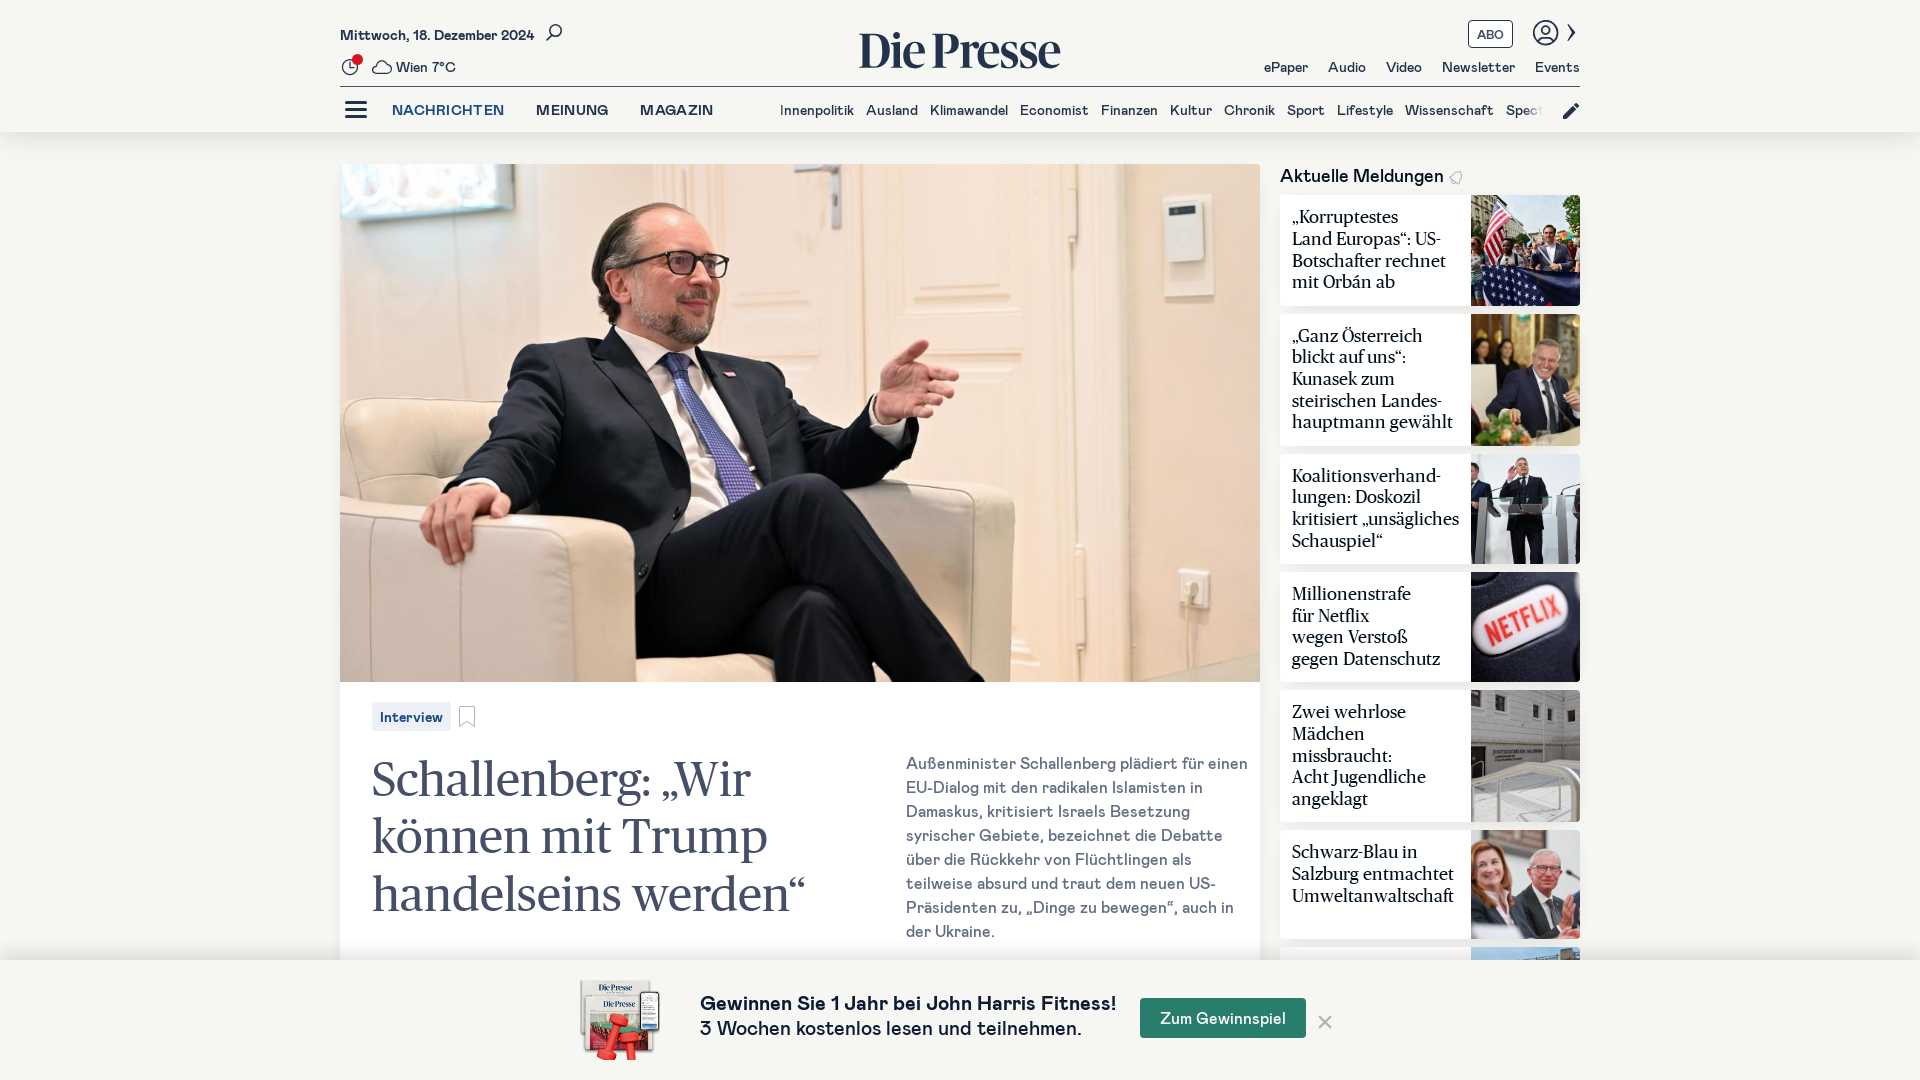 Mittwoch, 18. Dezember 2024
Wien 7°C
Die Presse
ABO
ePaper Audio Video Newsletter Events
NACHRICHTEN MEINUNG MAGAZIN
Innenpolitik Ausland Klimawandel Economist Finanzen Kultur Chronik Sport Lifestyle Wissenschaft Spect
Interview
Schallenberg: „Wir
können mit Trump
handelseins werden“
Außenminister Schallenberg plädiert für einen
EU-Dialog mit den radikalen Islamisten in
Damaskus, kritisiert Israels Besetzung
syrischer Gebiete, bezeichnet die Debatte
über die Rückkehr von Flüchtlingen als
teilweise absurd und traut dem neuen US-
Präsidenten zu, „Dinge zu bewegen“, auch in
der Ukraine.
Aktuelle Meldungen
„Korruptestes
Land Europas“: US-
Botschafter rechnet
mit Orbán ab
„Ganz Österreich
blickt auf uns“:
Kunasek zum
steirischen Landes-
hauptmann gewählt
Koalitionsverhand-
lungen: Doskozil
kritisiert „unsägliches
Schauspiel“
Millionenstrafe
für Netflix
wegen Verstoß
gegen Datenschutz
NETFLIX
Zwei wehrlose
Mädchen
missbraucht:
Acht Jugendliche
angeklagt
Schwarz-Blau in
Salzburg entmachtet
Umweltanwaltschaft
Die Presse
Die Presse
Gewinnen Sie 1 Jahr bei John Harris Fitness!
3 Wochen kostenlos lesen und teilnehmen.
Zum Gewinnspiel